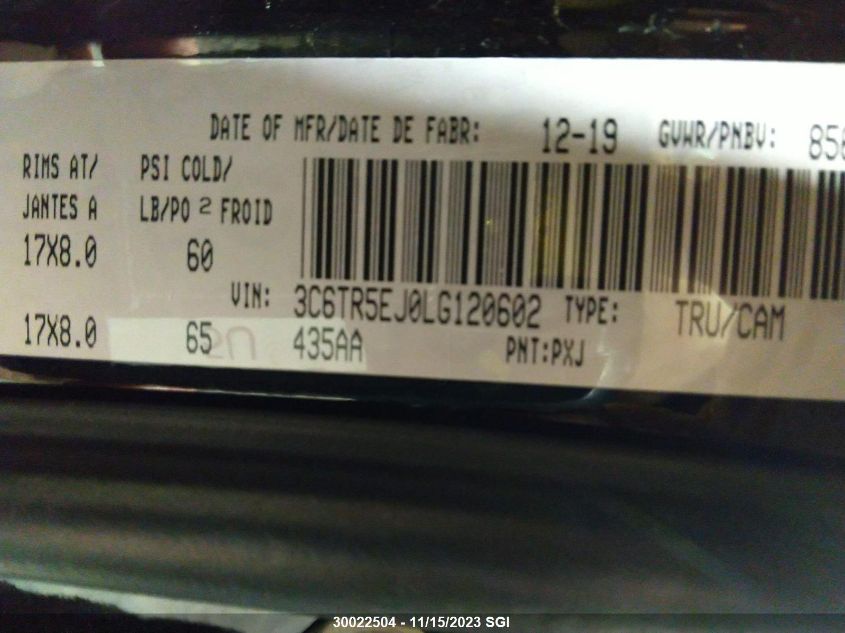 DATE OF MFR/DATE DE FABR: 12-19 GVWR/PNBV:
RIMS AT/ PSI COLD/
JANTES A LB/PO 2 FROID
17X8.0 60
VIN: 3C6TR5EJ0LG120602 TYPE: TRU/CAM
17X8.0 65 435AA PNT:PXJ
30022504 - 11/15/2023 SGI